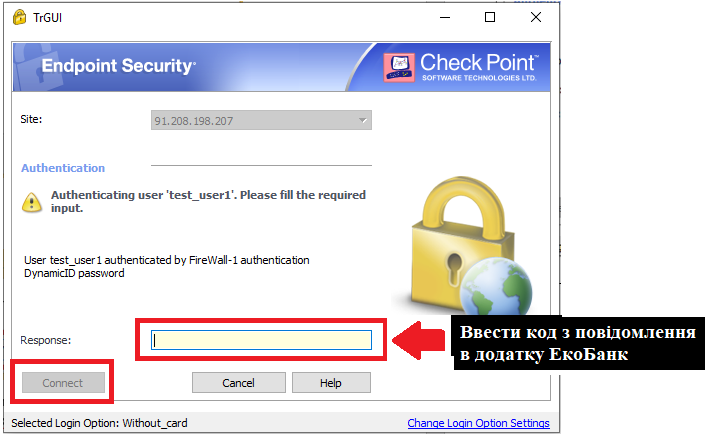 TrGUI
Endpoint Security·
Check Point™
SOFTWARE TECHNOLOGIES LTD.
Site:
91.208.198.207
Authentication
Authenticating user 'test_user1'. Please fill the required
input.
User test_user1 authenticated by FireWall-1 authentication
DynamicID password
Response:
Ввести код з повідомлення
в додатку ЕкоБанк
Connect
Cancel
Help
Selected Login Option: Without_card
Change Login Option Settings